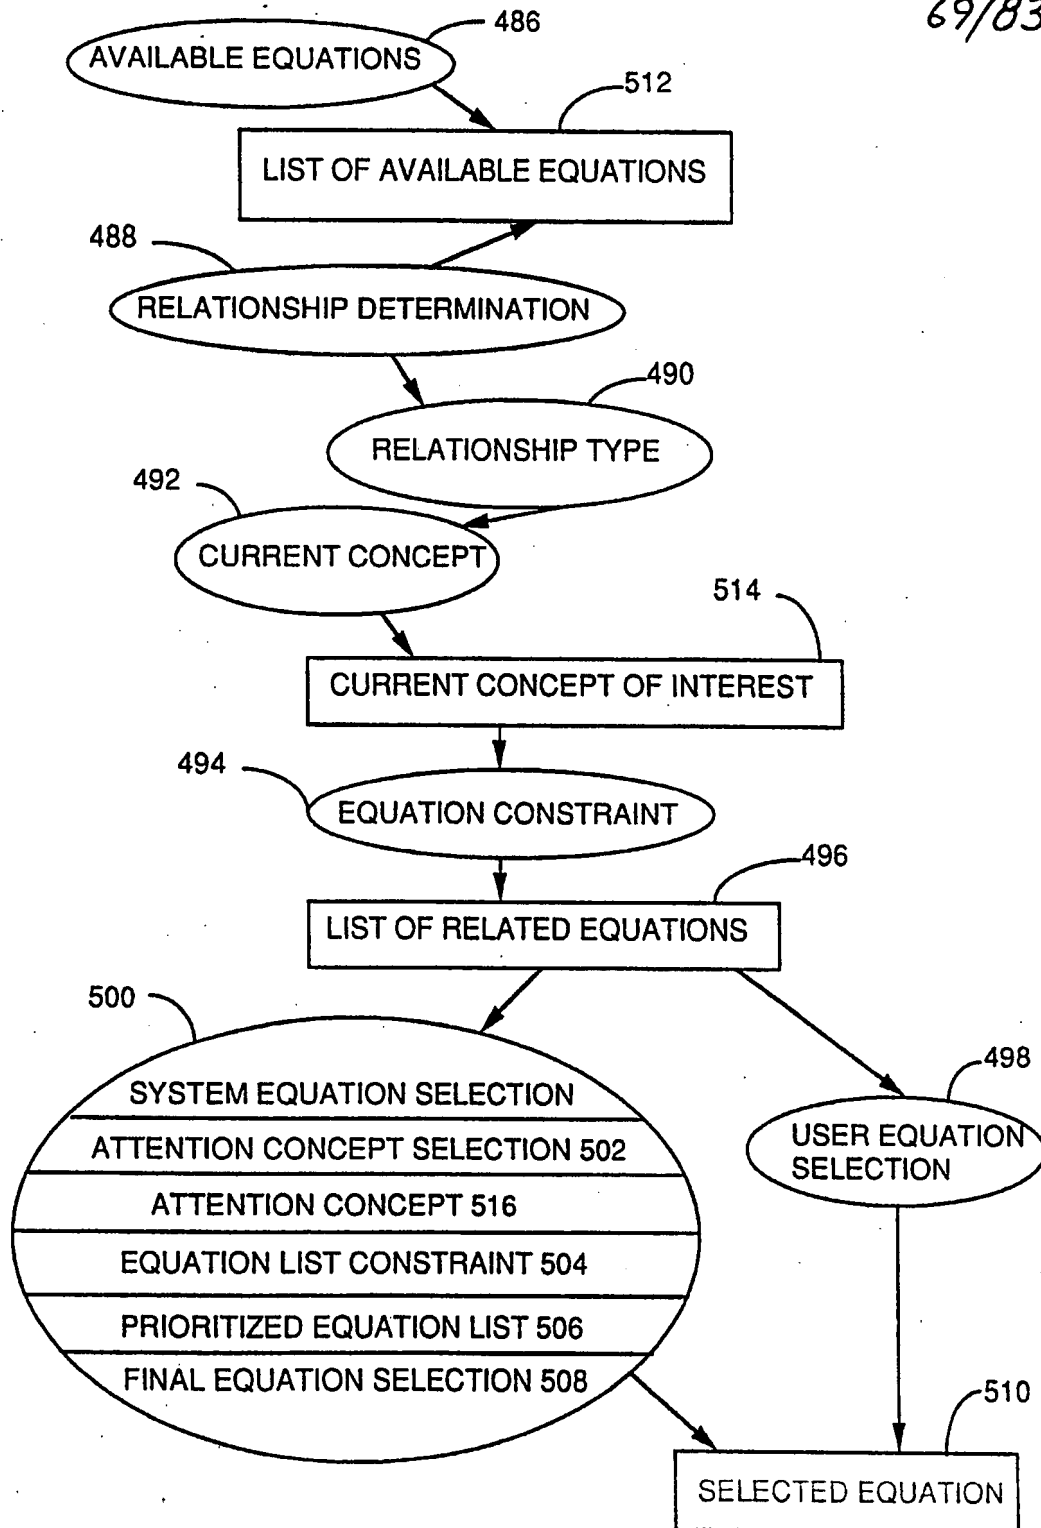 69/83
486
AVAILABLE EQUATIONS
512
LIST OF AVAILABLE EQUATIONS
488
RELATIONSHIP DETERMINATION
490
RELATIONSHIP TYPE
492
CURRENT CONCEPT
514
CURRENT CONCEPT OF INTEREST
494
EQUATION CONSTRAINT
496
LIST OF RELATED EQUATIONS
500
SYSTEM EQUATION SELECTION
ATTENTION CONCEPT SELECTION 502
ATTENTION CONCEPT 516
EQUATION LIST CONSTRAINT 504
PRIORITIZED EQUATION LIST 506
FINAL EQUATION SELECTION 508
498
USER EQUATION
SELECTION
510
SELECTED EQUATION